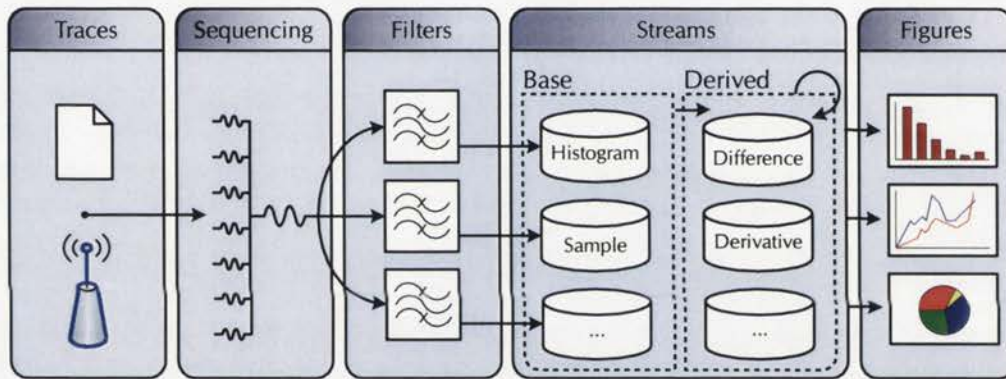 Traces
Sequencing
Filters
Streams
Figures
Base
Derived
Histogram
Difference
Sample
Derivative
...
...